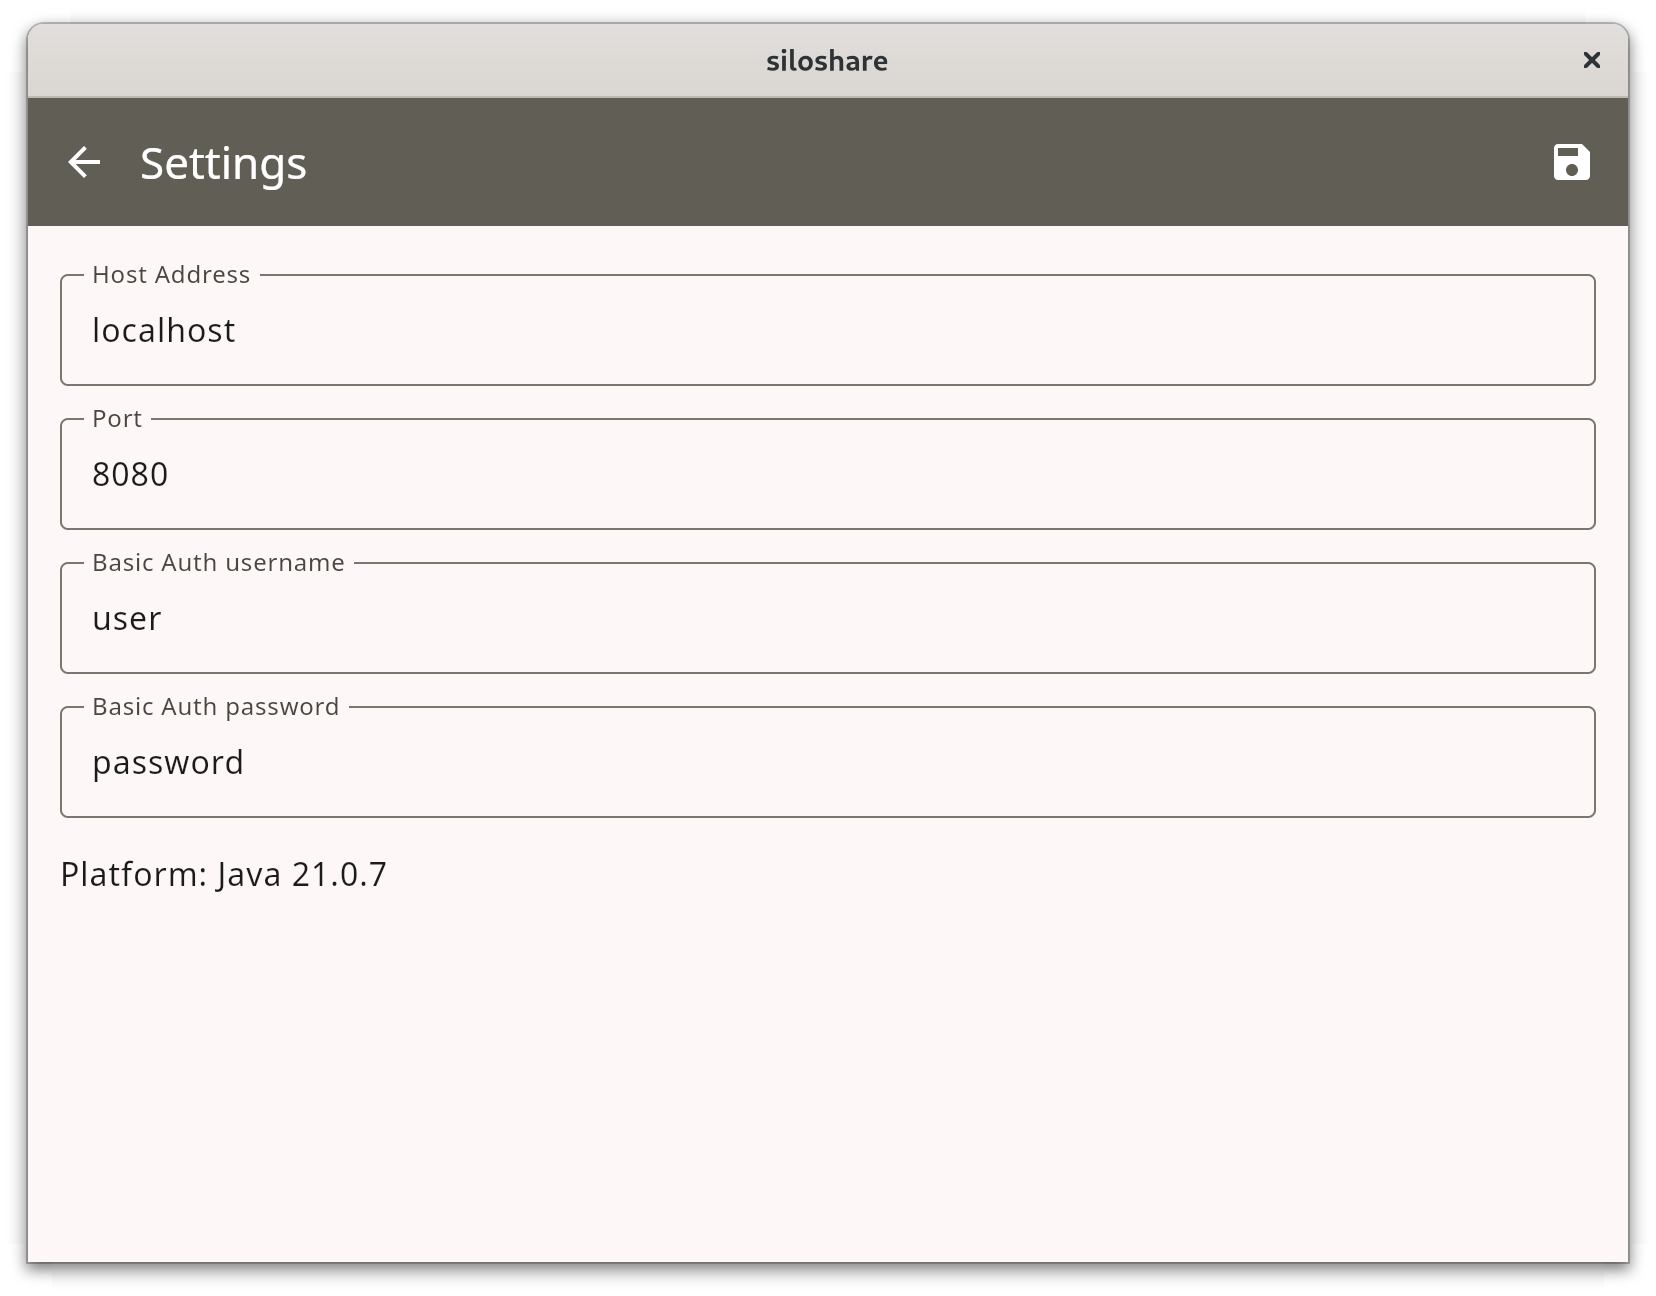 siloshare
Settings
Host Address
localhost
Port
8080
Basic Auth username
user
Basic Auth password
password
Platform: Java 21.0.7